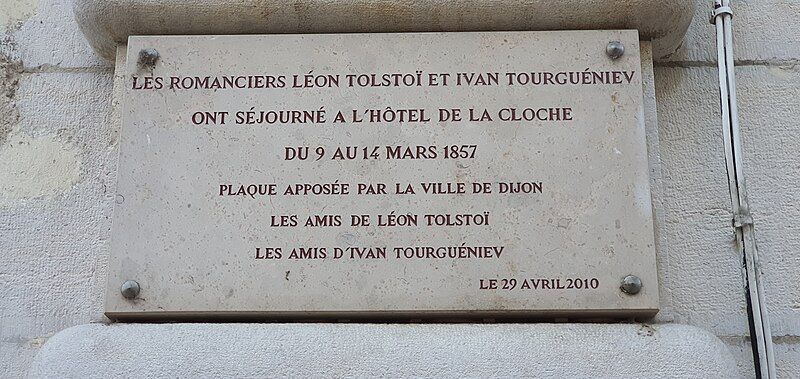 LES ROMANCIERS LÉON TOLSTOÏ ET IVAN TOURGUÉNIEV
ONT SÉJOURNÉ A L'HÔTEL DE LA CLOCHE
DU 9 AU 14 MARS 1857
PLAQUE APPOSÉE PAR LA VILLE DE DIJON
LES AMIS DE LÉON TOLSTOÏ
LES AMIS D'IVAN TOURGUÉNIEV
LE 29 AVRIL 2010